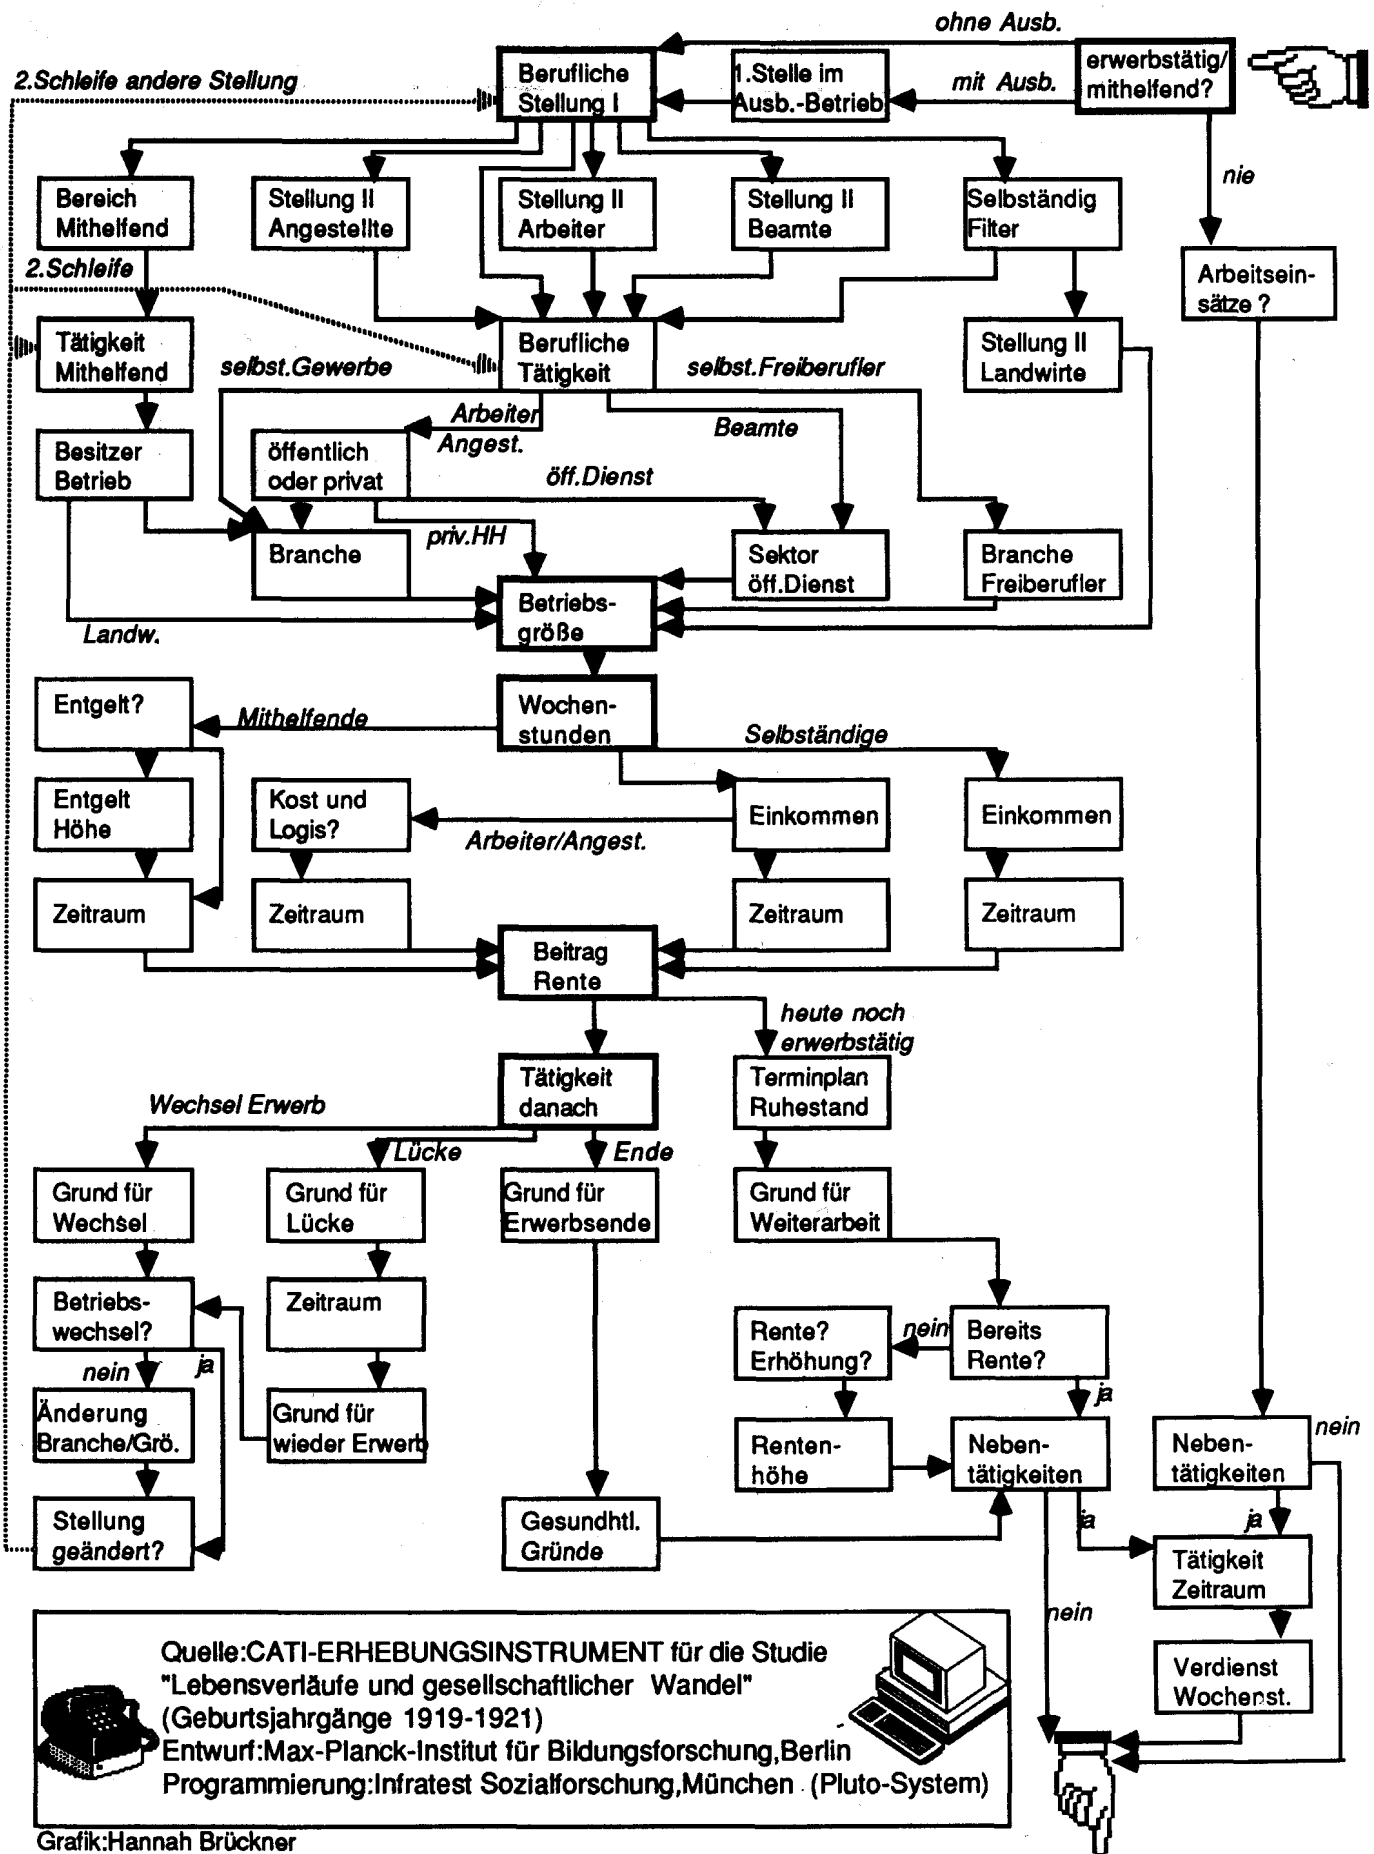 ohne Ausb.
erwerbstätig/
mithelfend?
mit Ausb.
1.Stelle im
Ausb.-Betrieb
Berufliche
Stellung I
2.Schleife andere Stellung
nie
Bereich
Mithelfend
Stellung II
Angestellte
Stellung II
Arbeiter
Stellung II
Beamte
Selbständig
Filter
Arbeitsein-
sätze ?
2.Schleife
Tätigkeit
Mithelfend
Berufliche
Tätigkeit
Stellung II
Landwirte
selbst.Gewerbe
selbst.Freiberufler
Arbeiter
Angest.
Beamte
Besitzer
Betrieb
öffentlich
oder privat
öff.Dienst
priv.HH
Branche
Sektor
öff.Dienst
Branche
Freiberufler
Betriebs-
größe
Landw.
Entgelt?
Mithelfende
Wochen-
stunden
Selbständige
Entgelt
Höhe
Kost und
Logis?
Arbeiter/Angest.
Einkommen
Einkommen
Zeitraum
Zeitraum
Zeitraum
Zeitraum
Beitrag
Rente
heute noch
erwerbstätig
Tätigkeit
danach
Terminplan
Ruhestand
Wechsel Erwerb
Lücke
Ende
Grund für
Wechsel
Grund für
Lücke
Grund für
Erwerbsende
Grund für
Weiterarbeit
Betriebs-
wechsel?
Zeitraum
Rente?
Erhöhung?
nein
Bereits
Rente?
nein
ja
ja
Änderung
Branche/Grö.
Grund für
wieder Erwerb
Renten-
höhe
Neben-
tätigkeiten
Neben-
tätigkeiten
nein
Stellung
geändert?
Gesundhtl.
Gründe
ja
ja
Tätigkeit
Zeitraum
nein
Verdienst
Wochenst.
Quelle:CATI-ERHEBUNGSINSTRUMENT für die Studie
"Lebensverläufe und gesellschaftlicher Wandel"
(Geburtsjahrgänge 1919-1921)
Entwurf:Max-Planck-Institut für Bildungsforschung,Berlin
Programmierung:Infratest Sozialforschung,München (Pluto-System)
Grafik:Hannah Brückner